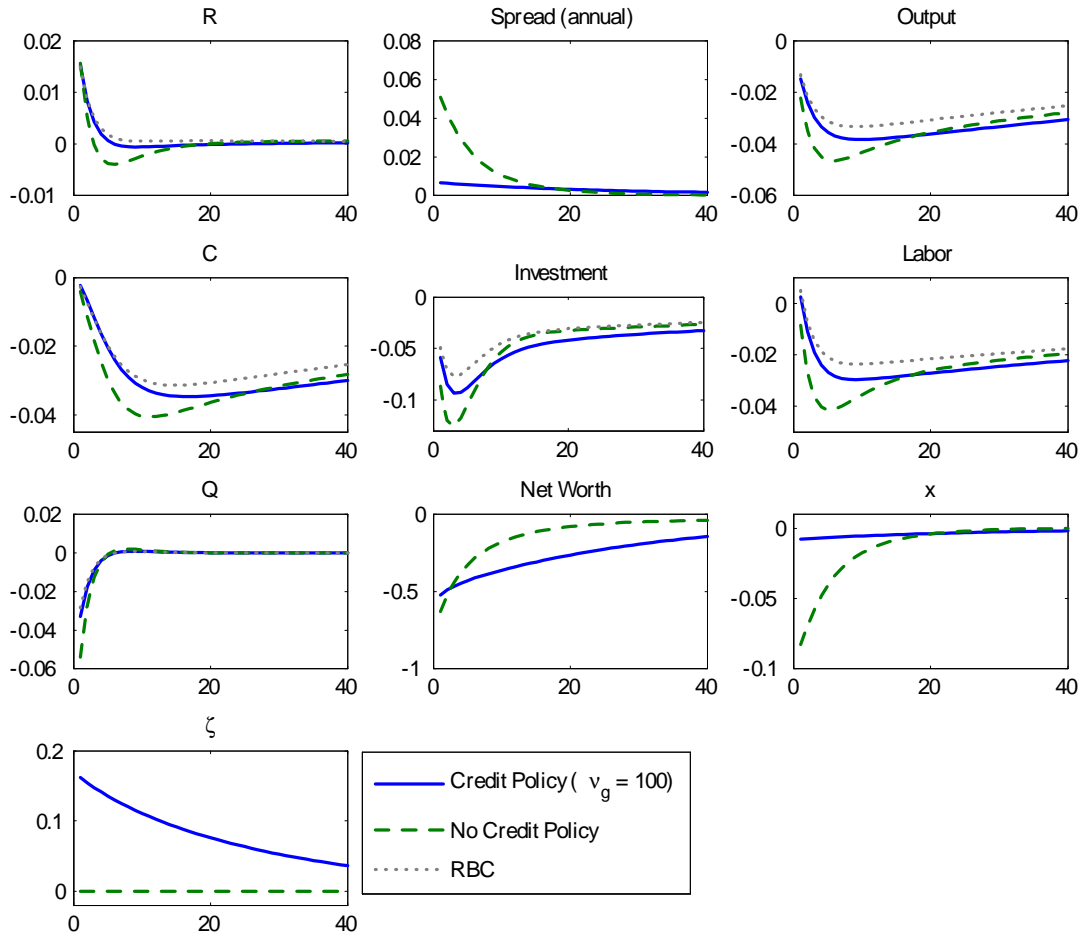 R
0.02
0.01
0
-0.01
0 20 40
Spread (annual)
0.08
0.06
0.04
0.02
0
0 20 40
Output
0
-0.02
-0.04
-0.06
0 20 40
C
0
-0.02
-0.04
0 20 40
Investment
0
-0.05
-0.1
0 20 40
Labor
0
-0.02
-0.04
0 20 40
Q
0.02
0
-0.02
-0.04
-0.06
0 20 40
Net Worth
0
-0.5
-1
0 20 40
x
0
-0.05
-0.1
0 20 40
ζ
0.2
0.1
0
0 20 40
Credit Policy ( ν_g = 100)
No Credit Policy
RBC